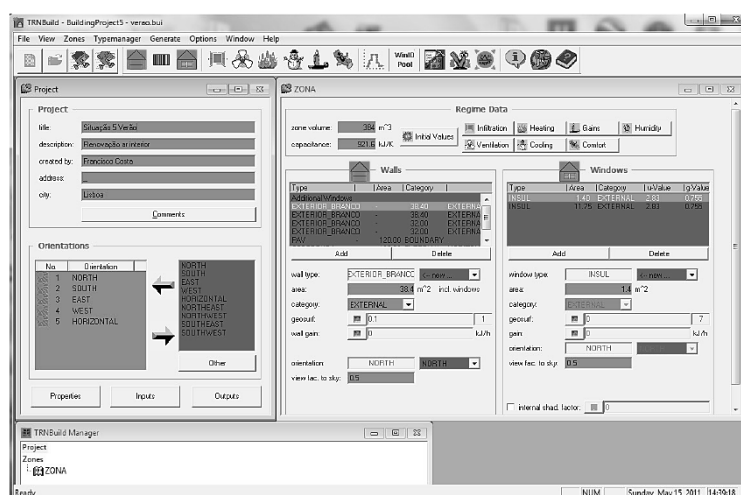 TRNBuild - BuildingProject5 - verao.bui
File View Zones Typemanager Generate Options Window Help
WinID Pool
Project
Project
title: Situação 5 Verão
description: Renovação ar interior
created by: Francisco Costa
address:
city: Lisboa
Comments
Orientations
No. Orientation
1 NORTH
2 SOUTH
3 EAST
4 WEST
5 HORIZONTAL
NORTH
SOUTH
EAST
WEST
HORIZONTAL
NORTHEAST
NORTHWEST
SOUTHEAST
SOUTHWEST
Other
Properties Inputs Outputs
ZONA
Regime Data
zone volume: 384 m^3
capacitance: 921.6 kJ/K
Initial Values
Infiltration Heating Gains Humidity
Ventilation Cooling Comfort
Walls
Type Area Category
Additional Windows
EXTERIOR_BRANCO - 38.40 EXTERNA
EXTERIOR_BRANCO - 38.40 EXTERNA
EXTERIOR_BRANCO - 32.00 EXTERNA
EXTERIOR_BRANCO - 32.00 EXTERNA
PAV - 120.00 BOUNDARY
Add Delete
wall type: EXTERIOR_BRANCO <-- new ...
area: 38.4 m^2 incl. windows
category: EXTERNAL
geosurf: 0.1 1
wall gain: 0 kJ/h
orientation: NORTH NORTH
view fac. to sky: 0.5
Windows
Type Area Category u-Value g-Value
INSUL 1.40 EXTERNAL 2.83 0.755
INSUL 11.75 EXTERNAL 2.83 0.755
Add Delete
window type: INSUL <-- new ...
area: 1.4 m^2
category: EXTERNAL
geosurf: 0 7
gain: 0 kJ/h
orientation: NORTH NORTH
view fac. to sky: 0.5
internal shad. factor: 0
TRNBuild Manager
Project
Zones
ZONA
Ready
NUM Sunday, May 15, 2011 14:39:18